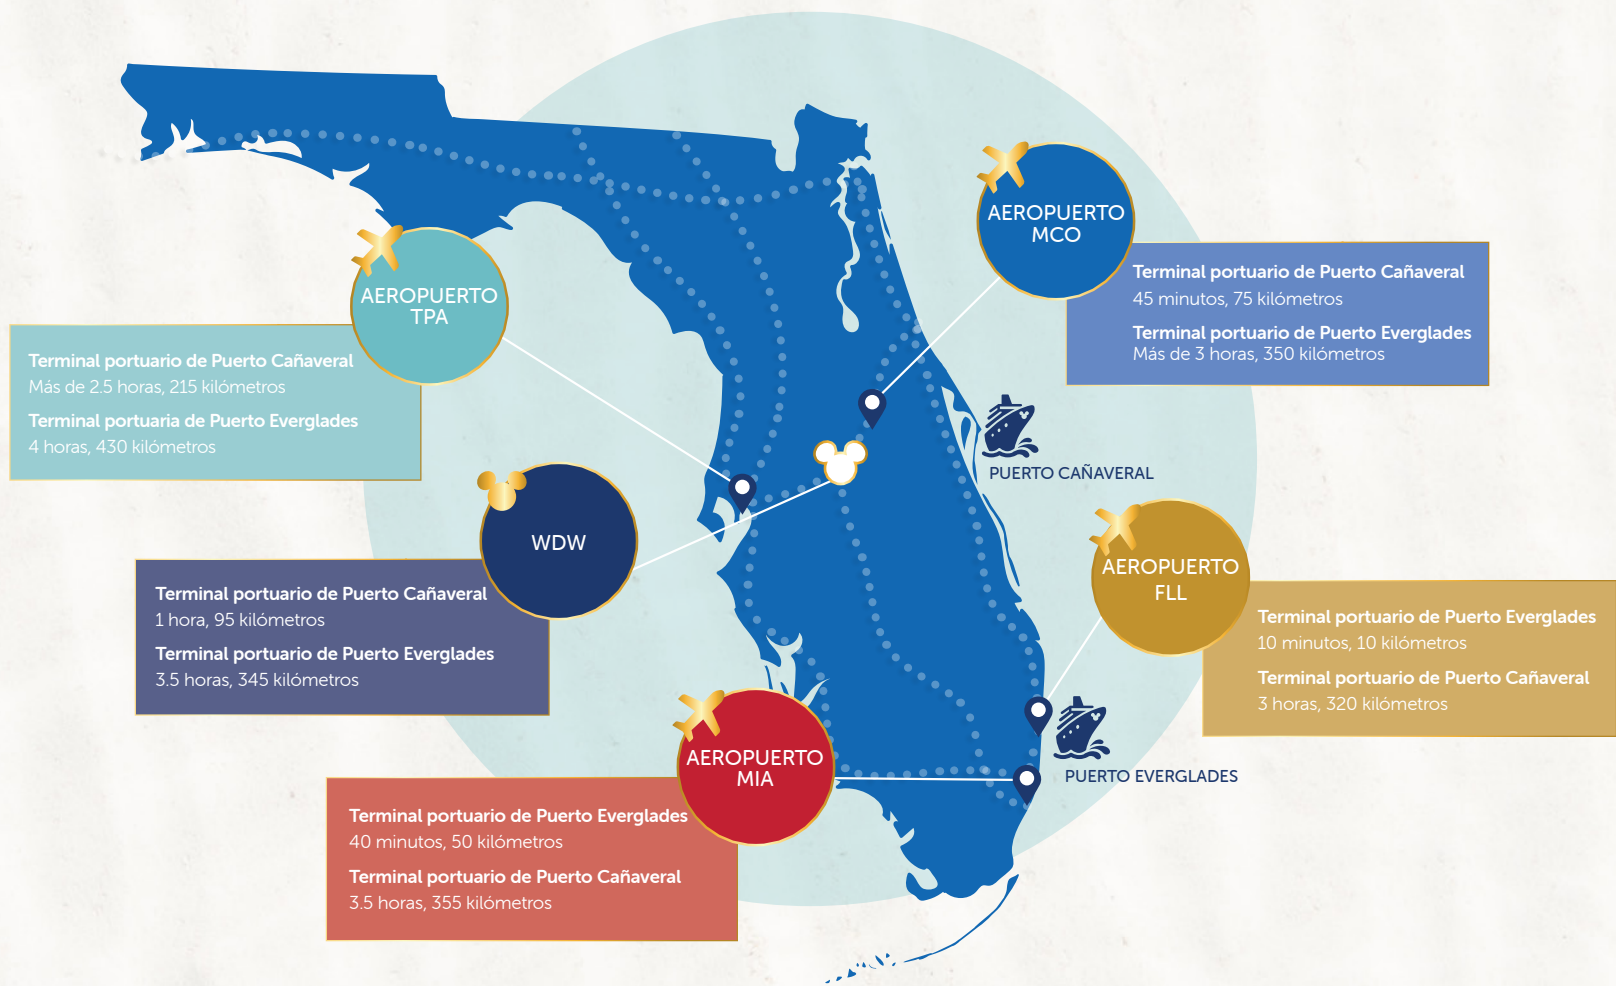 AEROPUERTO
MCO
Terminal portuario de Puerto Cañaveral
45 minutos, 75 kilómetros
Terminal portuario de Puerto Everglades
Más de 3 horas, 350 kilómetros
AEROPUERTO
TPA
Terminal portuario de Puerto Cañaveral
Más de 2.5 horas, 215 kilómetros
Terminal portuaria de Puerto Everglades
4 horas, 430 kilómetros
PUERTO CAÑAVERAL
WDW
Terminal portuario de Puerto Cañaveral
1 hora, 95 kilómetros
Terminal portuario de Puerto Everglades
3.5 horas, 345 kilómetros
AEROPUERTO
FLL
Terminal portuario de Puerto Everglades
10 minutos, 10 kilómetros
Terminal portuario de Puerto Cañaveral
3 horas, 320 kilómetros
PUERTO EVERGLADES
AEROPUERTO
MIA
Terminal portuario de Puerto Everglades
40 minutos, 50 kilómetros
Terminal portuario de Puerto Cañaveral
3.5 horas, 355 kilómetros